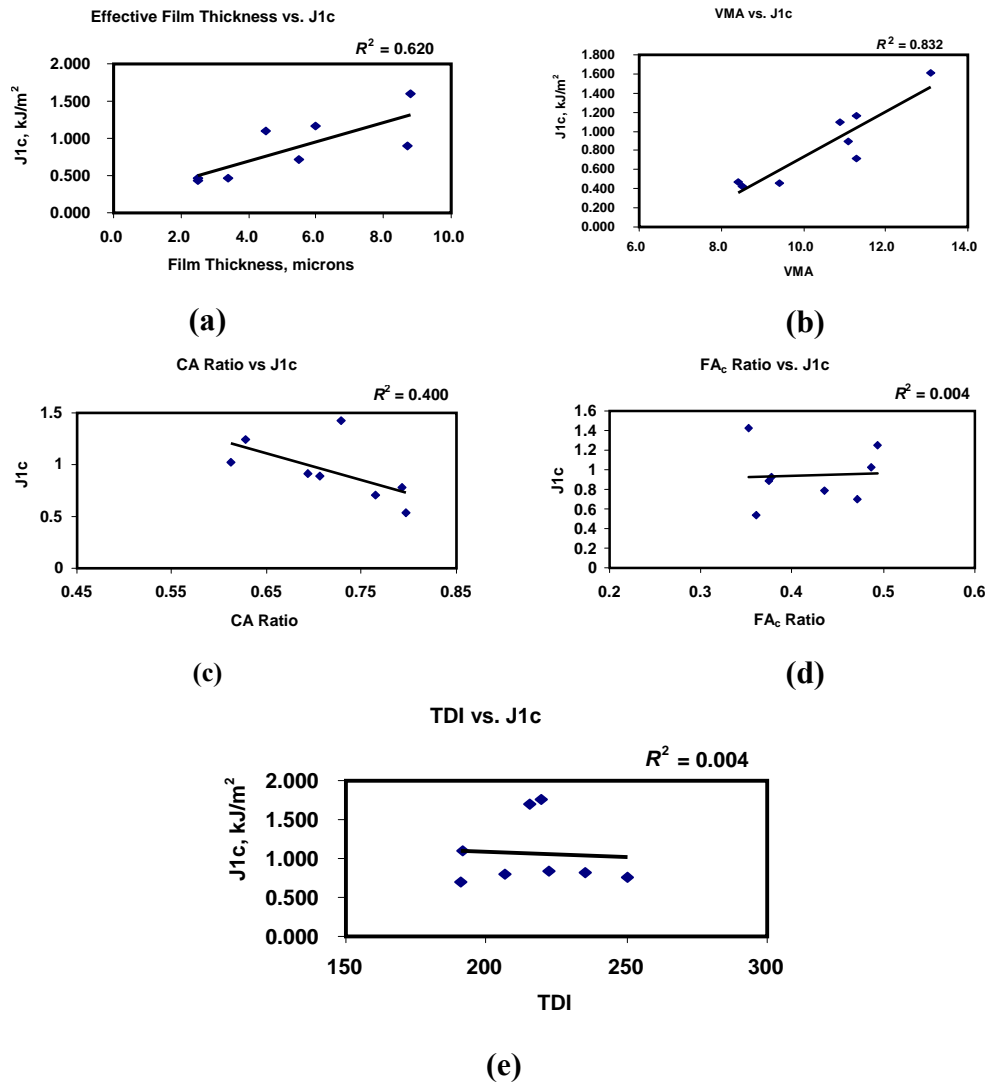 Effective Film Thickness vs. J1c
R² = 0.620
J1c, kJ/m²
2.000
1.500
1.000
0.500
0.000
0.0 2.0 4.0 6.0 8.0 10.0
Film Thickness, microns
(a)
VMA vs. J1c
R² = 0.832
J1c, kJ/m²
1.800
1.600
1.400
1.200
1.000
0.800
0.600
0.400
0.200
0.000
6.0 8.0 10.0 12.0 14.0
VMA
(b)
CA Ratio vs J1c
R² = 0.400
J1c
1.5
1
0.5
0
0.45 0.55 0.65 0.75 0.85
CA Ratio
(c)
FAc Ratio vs. J1c
R² = 0.004
J1c
1.6
1.4
1.2
1
0.8
0.6
0.4
0.2
0
0.2 0.3 0.4 0.5 0.6
FAc Ratio
(d)
TDI vs. J1c
R² = 0.004
J1c, kJ/m²
2.000
1.500
1.000
0.500
0.000
150 200 250 300
TDI
(e)